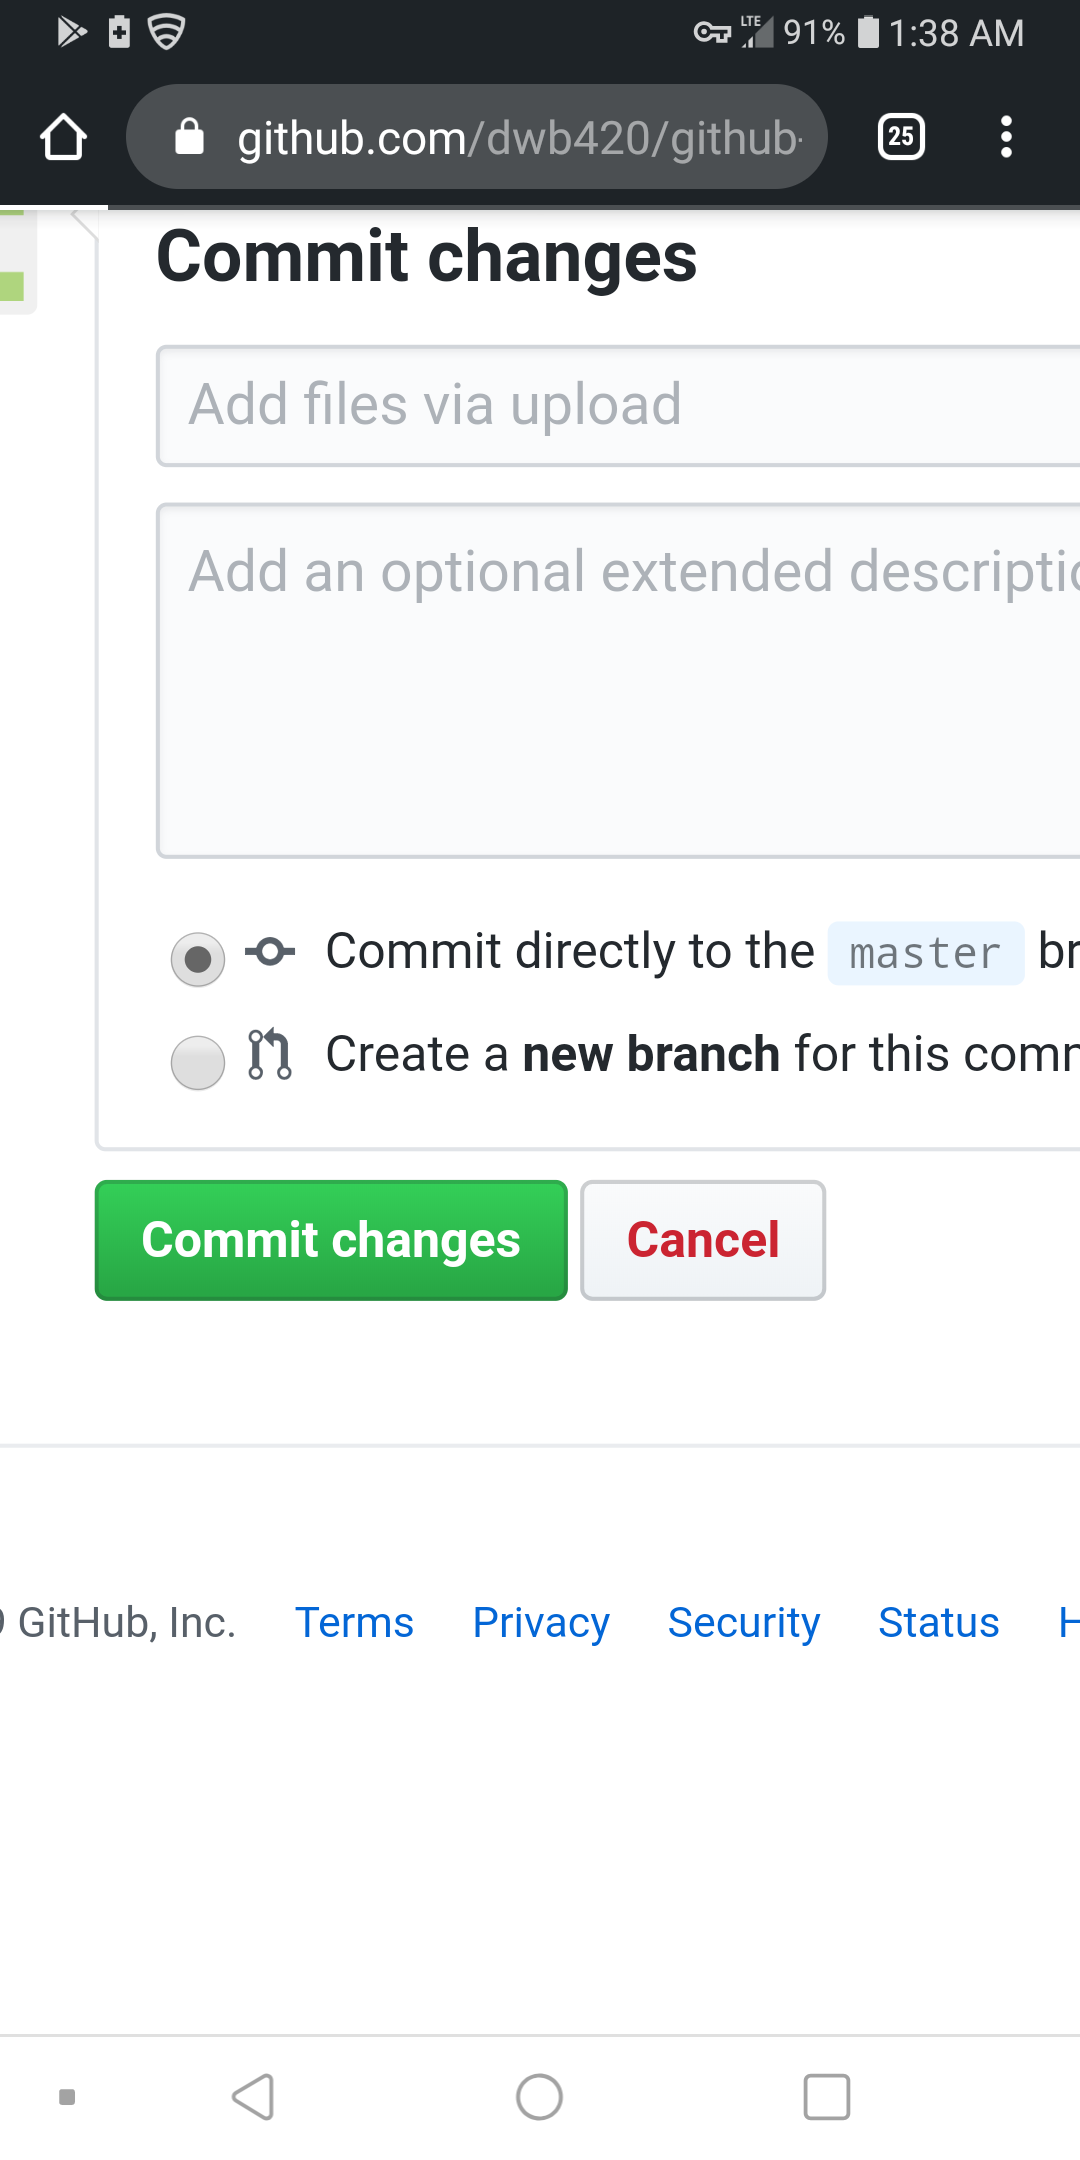 LTE 91% 1:38 AM
github.com/dwb420/github- 25
Commit changes
Add files via upload
Add an optional extended descriptio
Commit directly to the master br
Create a new branch for this comm
Commit changes Cancel
GitHub, Inc. Terms Privacy Security Status H